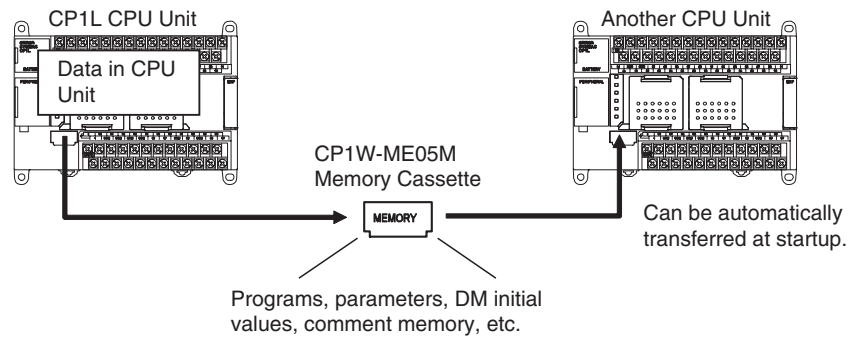 CP1L CPU Unit
Another CPU Unit
Data in CPU
Unit
CP1W-ME05M
Memory Cassette
MEMORY
Can be automatically
transferred at startup.
Programs, parameters, DM initial
values, comment memory, etc.